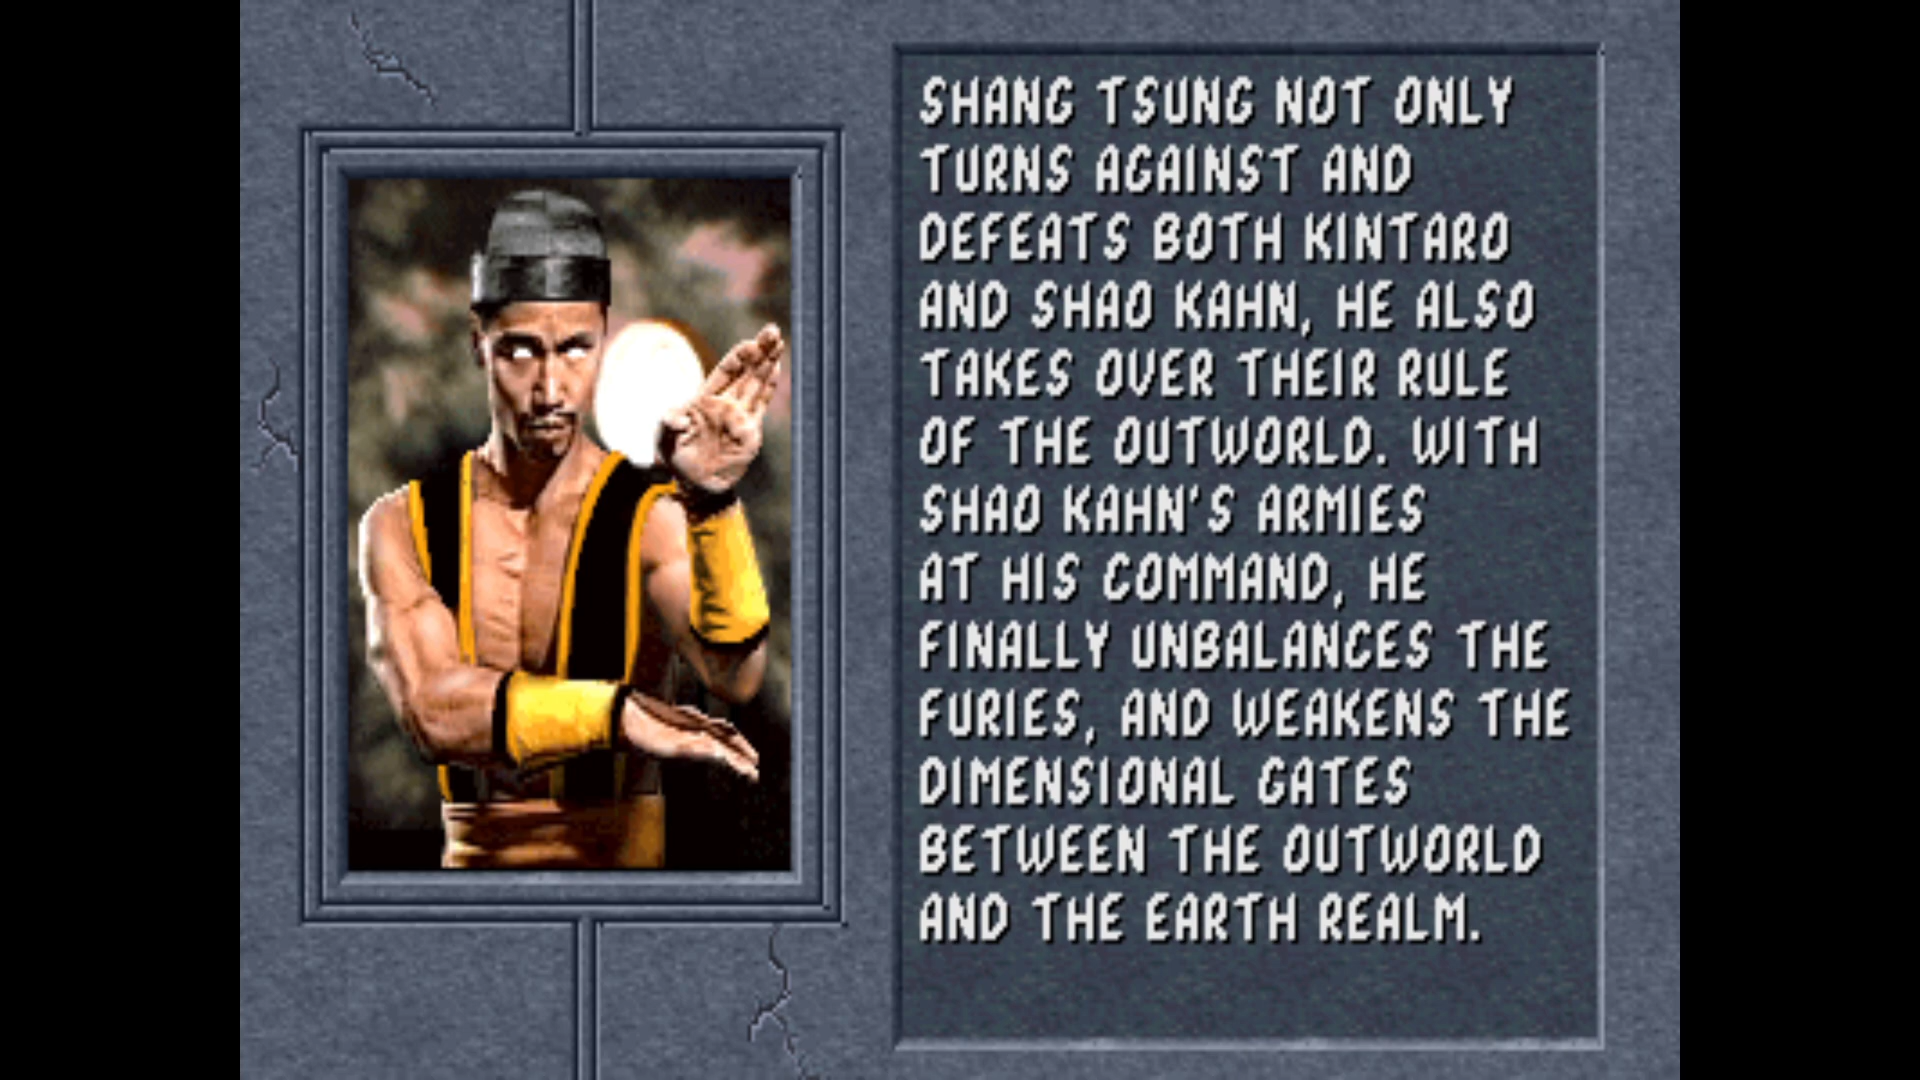 SHANG TSUNG NOT ONLY
TURNS AGAINST AND
DEFEATS BOTH KINTARO
AND SHAO KAHN, HE ALSO
TAKES OVER THEIR RULE
OF THE OUTWORLD. WITH
SHAO KAHN'S ARMIES
AT HIS COMMAND, HE
FINALLY UNBALANCES THE
FURIES, AND WEAKENS THE
DIMENSIONAL GATES
BETWEEN THE OUTWORLD
AND THE EARTH REALM.